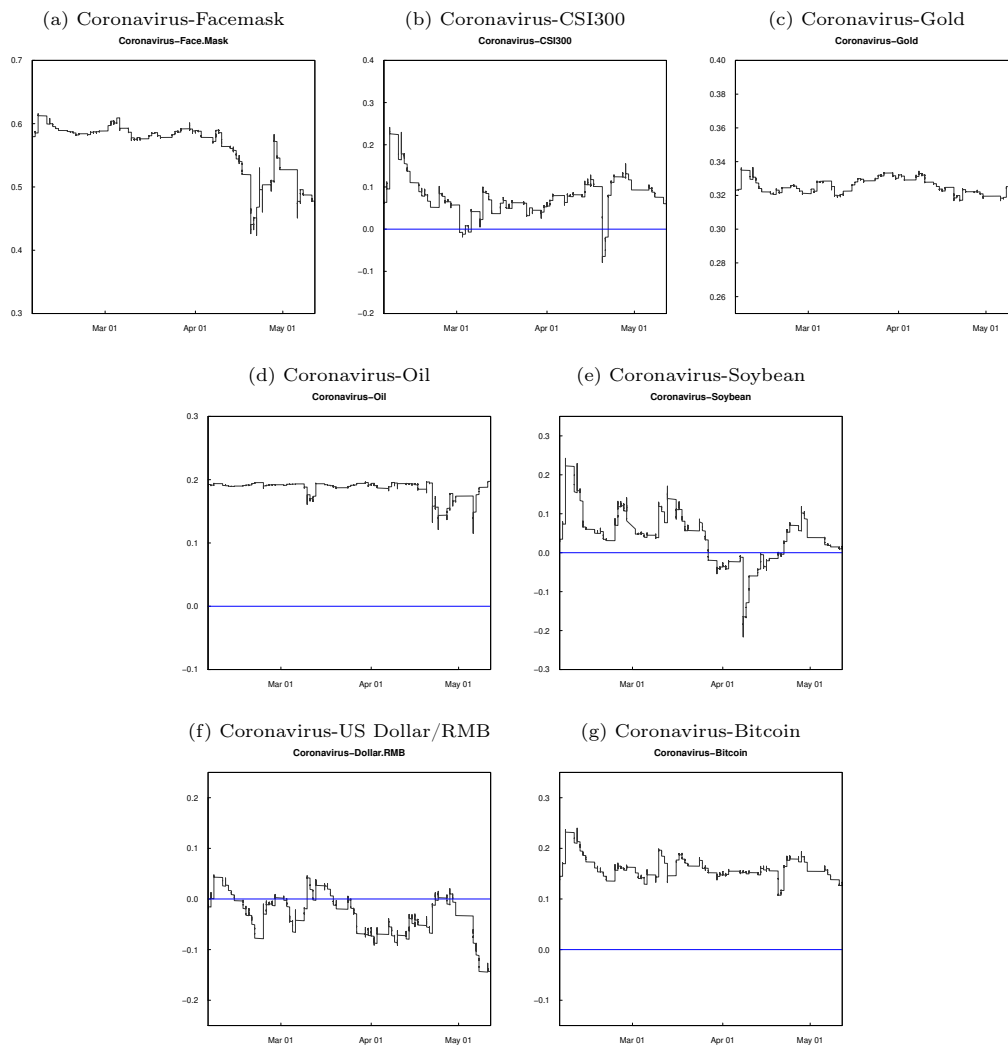 (a) Coronavirus-Facemask
Coronavirus−Face.Mask
0.7
0.6
0.5
0.4
0.3
Mar 01 Apr 01 May 01
(b) Coronavirus-CSI300
Coronavirus−CSI300
0.4
0.3
0.2
0.1
0.0
−0.1
−0.2
Mar 01 Apr 01 May 01
(c) Coronavirus-Gold
Coronavirus−Gold
0.40
0.38
0.36
0.34
0.32
0.30
0.28
0.26
Mar 01 Apr 01 May 01
(d) Coronavirus-Oil
Coronavirus−Oil
0.3
0.2
0.1
0.0
−0.1
Mar 01 Apr 01 May 01
(e) Coronavirus-Soybean
Coronavirus−Soybean
0.3
0.2
0.1
0.0
−0.1
−0.2
−0.3
Mar 01 Apr 01 May 01
(f) Coronavirus-US Dollar/RMB
Coronavirus−Dollar.RMB
0.2
0.1
0.0
−0.1
−0.2
Mar 01 Apr 01 May 01
(g) Coronavirus-Bitcoin
Coronavirus−Bitcoin
0.3
0.2
0.1
0.0
−0.1
Mar 01 Apr 01 May 01